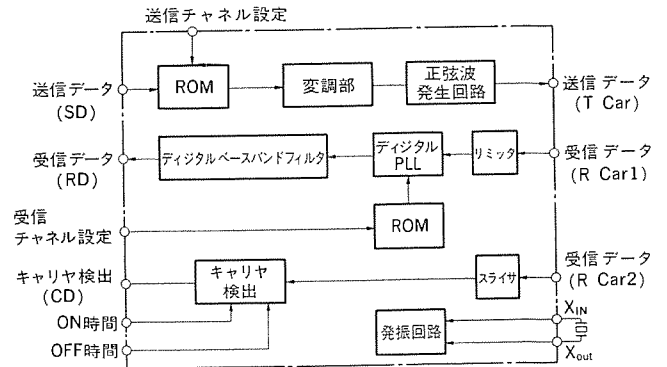 送信チャネル設定
送信データ
(SD)
ROM
変調部
正弦波
発生回路
送信データ
(T Car)
受信データ
(RD)
ディジタルベースバンドフィルタ
ディジタル
PLL
リミッタ
受信データ
(R Car1)
受信
チャネル設定
ROM
キャリヤ検出
(CD)
キャリヤ
検出
スライサ
受信データ
(R Car2)
ON時間
OFF時間
発振回路
XIN
Xout